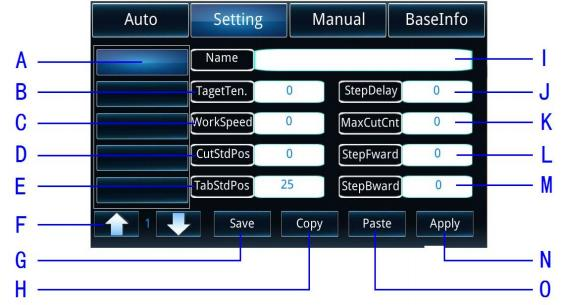 Auto Setting Manual BaseInfo
A Name I
B TagetTen. 0 StepDelay 0 J
C WorkSpeed 0 MaxCutCnt 0 K
D CutStdPos 0 StepFward 0 L
E TabStdPos 25 StepBward 0 M
F 1 Save Copy Paste Apply
G N
H O